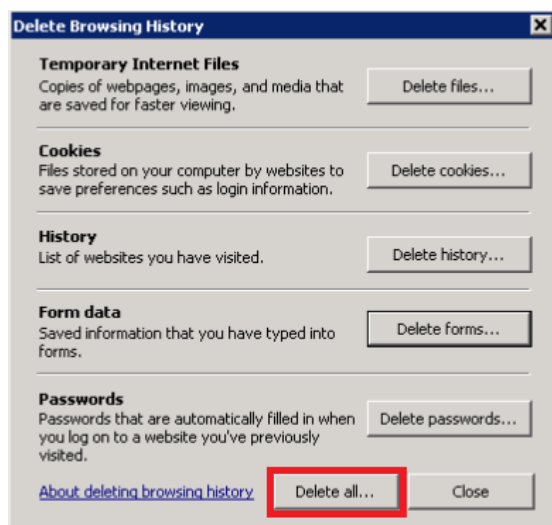 Delete Browsing History
Temporary Internet Files
Copies of webpages, images, and media that
are saved for faster viewing.
Delete files...
Cookies
Files stored on your computer by websites to
save preferences such as login information.
Delete cookies...
History
List of websites you have visited.
Delete history...
Form data
Saved information that you have typed into
forms.
Delete forms...
Passwords
Passwords that are automatically filled in when
you log on to a website you've previously
visited.
Delete passwords...
About deleting browsing history
Delete all...
Close